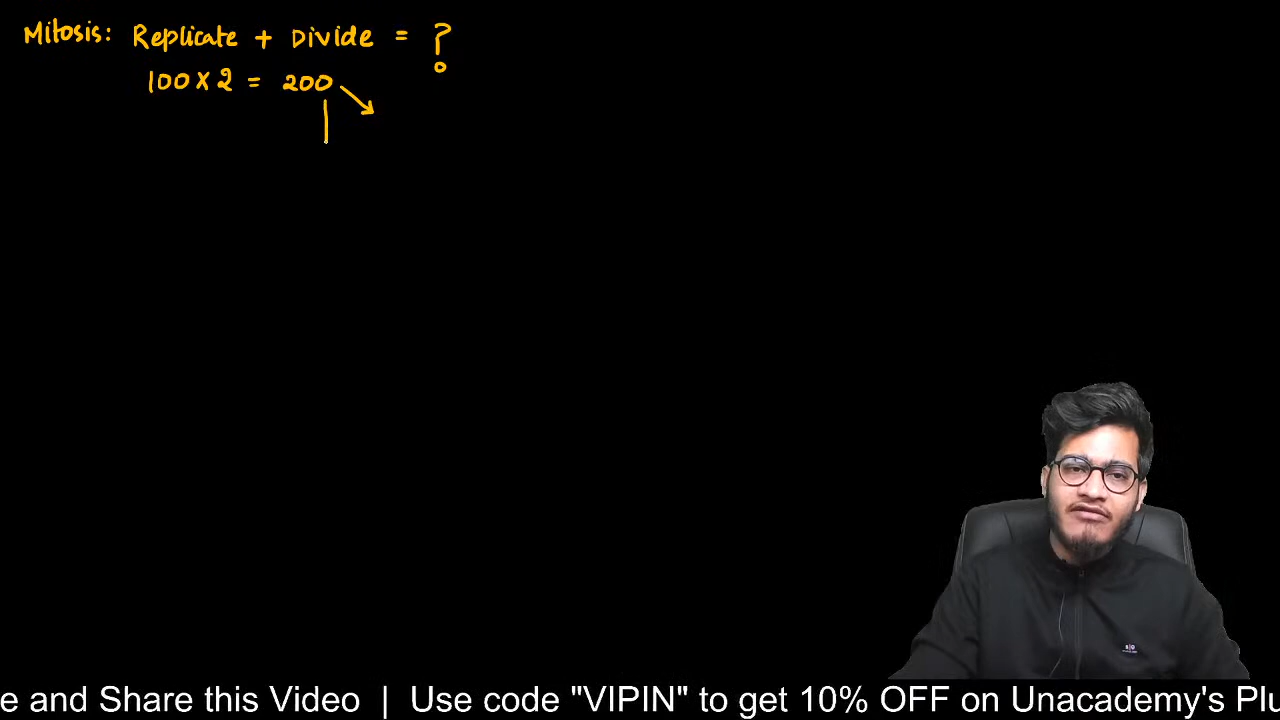 Mitosis: Replicate + Divide = ?
100 x 2 = 200
e and Share this Video | Use code "VIPIN" to get 10% OFF on Unacademy's Plu